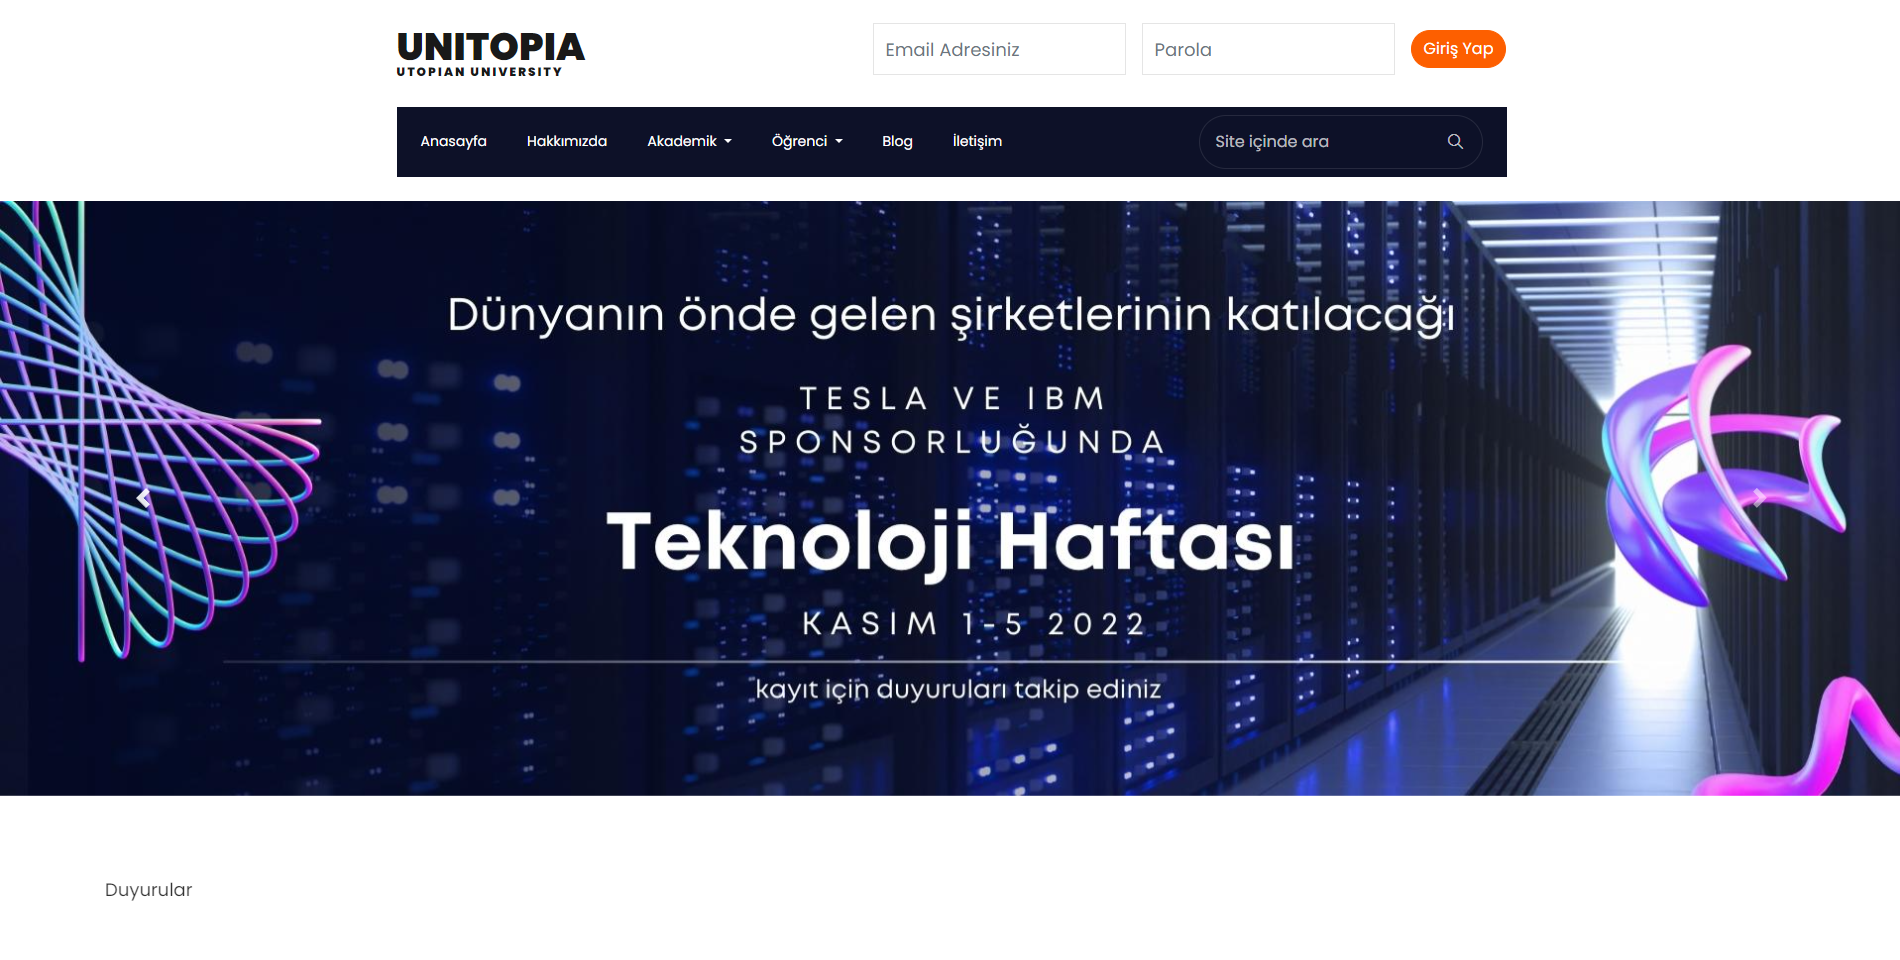 UNITOPIA
UTOPIAN UNIVERSITY
Email Adresiniz
Parola
Giriş Yap
Anasayfa
Hakkımızda
Akademik
Öğrenci
Blog
İletişim
Site içinde ara
Dünyanın önde gelen şirketlerinin katılacağı
TESLA VE IBM
SPONSORLUĞUNDA
Teknoloji Haftası
KASIM 1-5 2022
kayıt için duyuruları takip ediniz
Duyurular